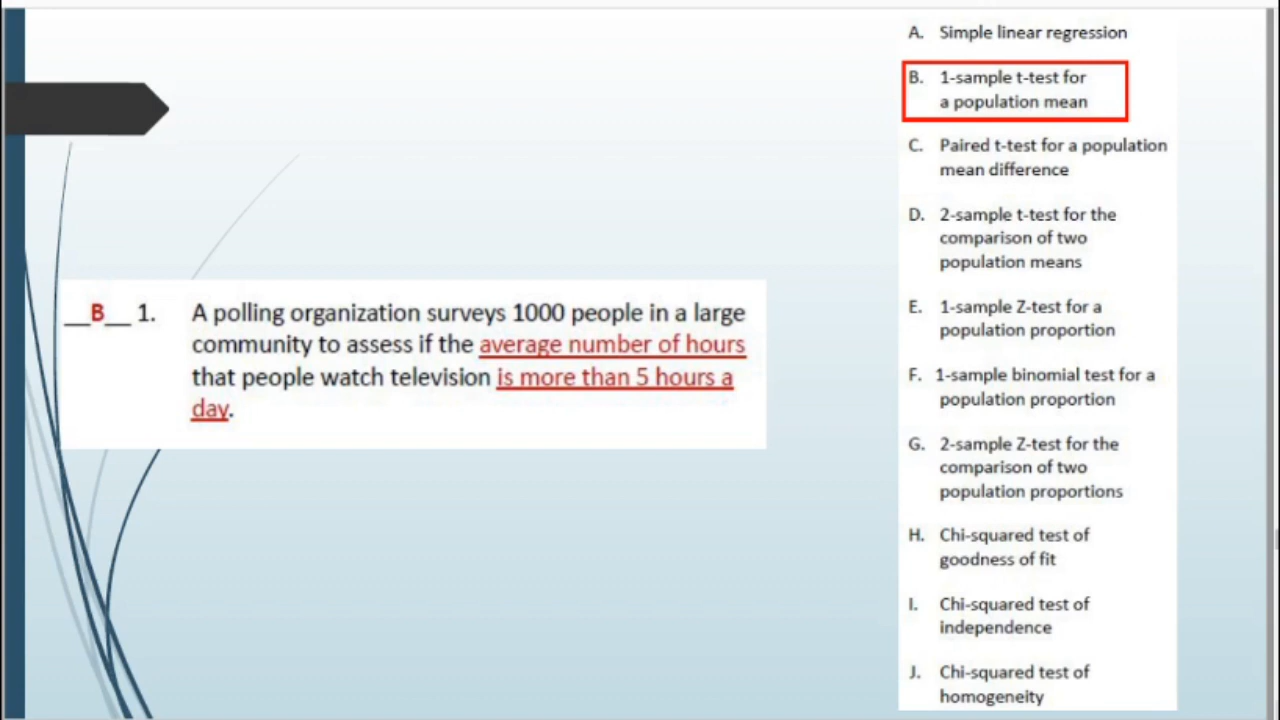 __B__ 1. A polling organization surveys 1000 people in a large
community to assess if the average number of hours
that people watch television is more than 5 hours a
day.
A. Simple linear regression
B. 1-sample t-test for
a population mean
C. Paired t-test for a population
mean difference
D. 2-sample t-test for the
comparison of two
population means
E. 1-sample Z-test for a
population proportion
F. 1-sample binomial test for a
population proportion
G. 2-sample Z-test for the
comparison of two
population proportions
H. Chi-squared test of
goodness of fit
I. Chi-squared test of
independence
J. Chi-squared test of
homogeneity